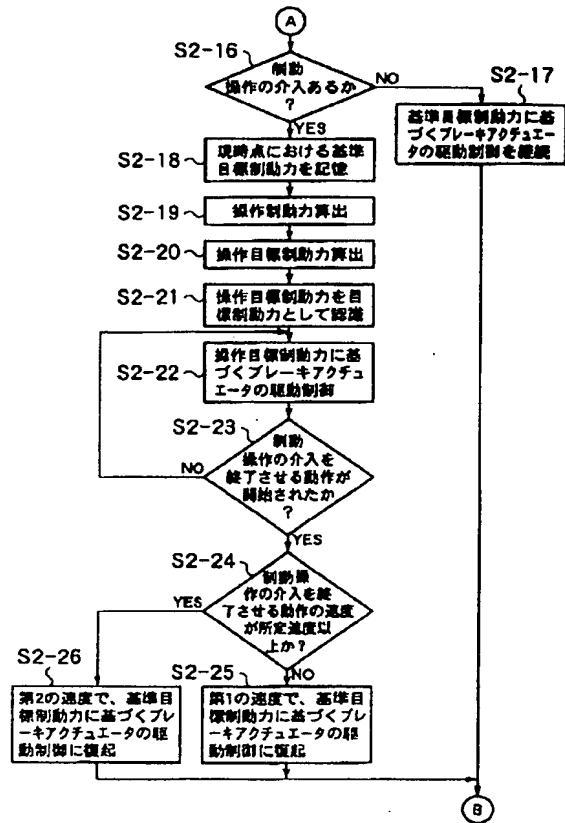 A
S2-16
制動
操作の介入あるか
?
NO
S2-17
基準目標制動力に基
づくブレーキアクチュエータ
の駆動制御を継続
YES
S2-18
現時点における基準
目標制動力を記憶
S2-19
操作制動力算出
S2-20
操作目標制動力算出
S2-21
操作目標制動力を目
標制動力として認識
S2-22
操作目標制動力に基
づくブレーキアクチュ
エータの駆動制御
S2-23
制動
操作の介入を
終了させる動作が
開始されたか
?
NO
YES
S2-24
制動操
作の介入を終
了させる動作の速度
が所定速度以
上か?
YES
NO
S2-26
第2の速度で、基準目
標制動力に基づくブレ
ーキアクチュエータの駆
動制御に復起
S2-25
第1の速度で、基準目
標制動力に基づくブレ
ーキアクチュエータの駆
動制御に復起
B